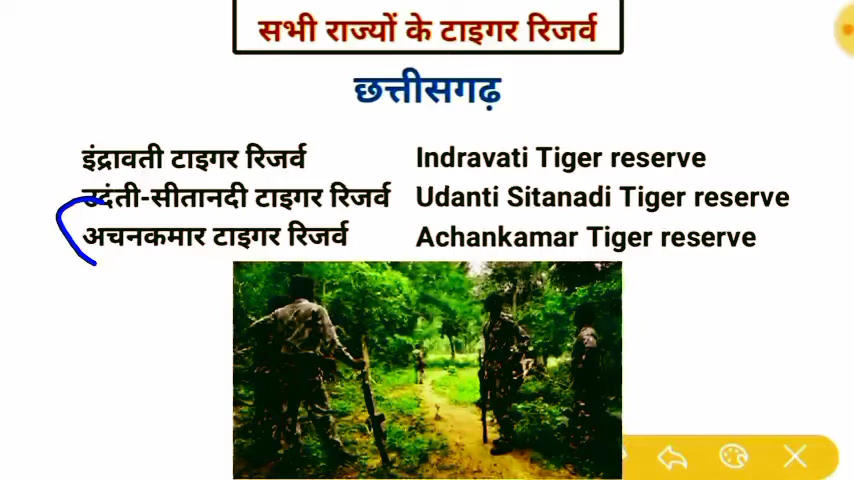 सभी राज्यों के टाइगर रिजर्व
छत्तीसगढ़
इंद्रावती टाइगर रिजर्व Indravati Tiger reserve
उदंती-सीतानदी टाइगर रिजर्व Udanti Sitanadi Tiger reserve
अचनकमार टाइगर रिजर्व Achankamar Tiger reserve